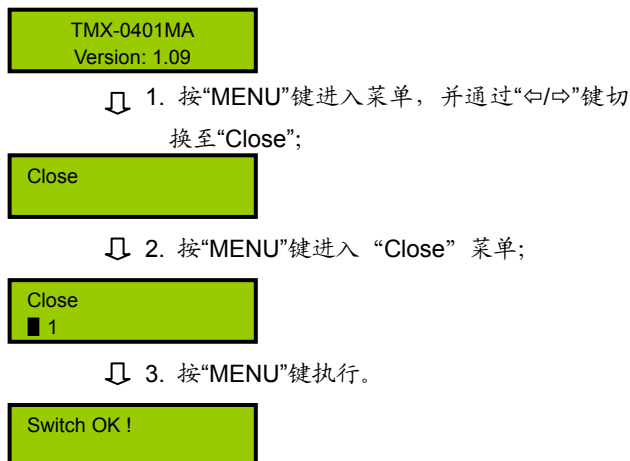 TMX-0401MA
Version: 1.09
1. 按“MENU”键进入菜单，并通过“⇦/⇨”键切
换至“Close”;
Close
2. 按“MENU”键进入“Close”菜单;
Close
█ 1
3. 按“MENU”键执行。
Switch OK !